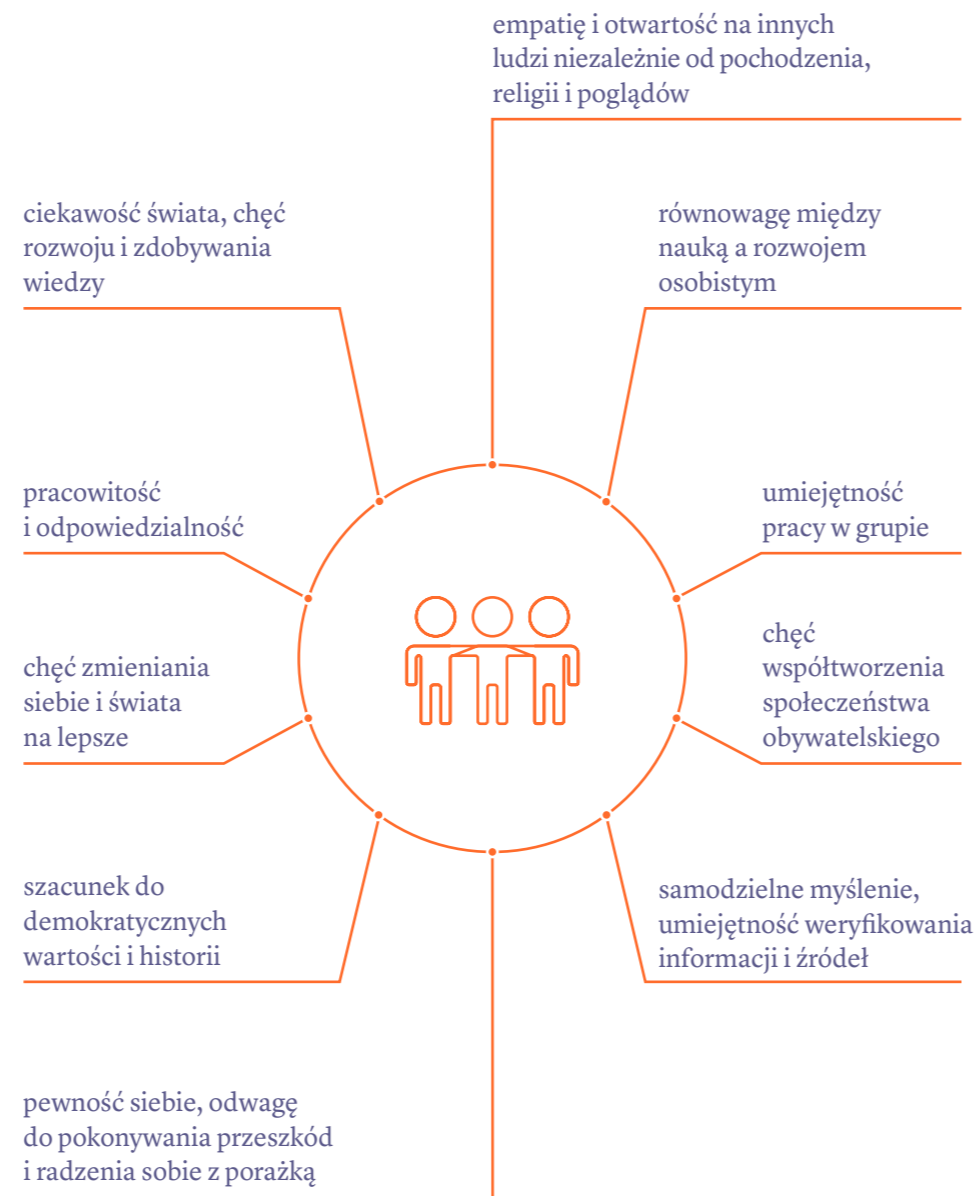 empatię i otwartość na innych
ludzi niezależnie od pochodzenia,
religii i poglądów
ciekawość świata, chęć
rozwoju i zdobywania
wiedzy
równowagę między
nauką a rozwojem
osobistym
pracowitość
i odpowiedzialność
umiejętność
pracy w grupie
chęć zmieniania
siebie i świata
na lepsze
chęć
współtworzenia
społeczeństwa
obywatelskiego
szacunek do
demokratycznych
wartości i historii
samodzielne myślenie,
umiejętność weryfikowania
informacji i źródeł
pewność siebie, odwagę
do pokonywania przeszkód
i radzenia sobie z porażką